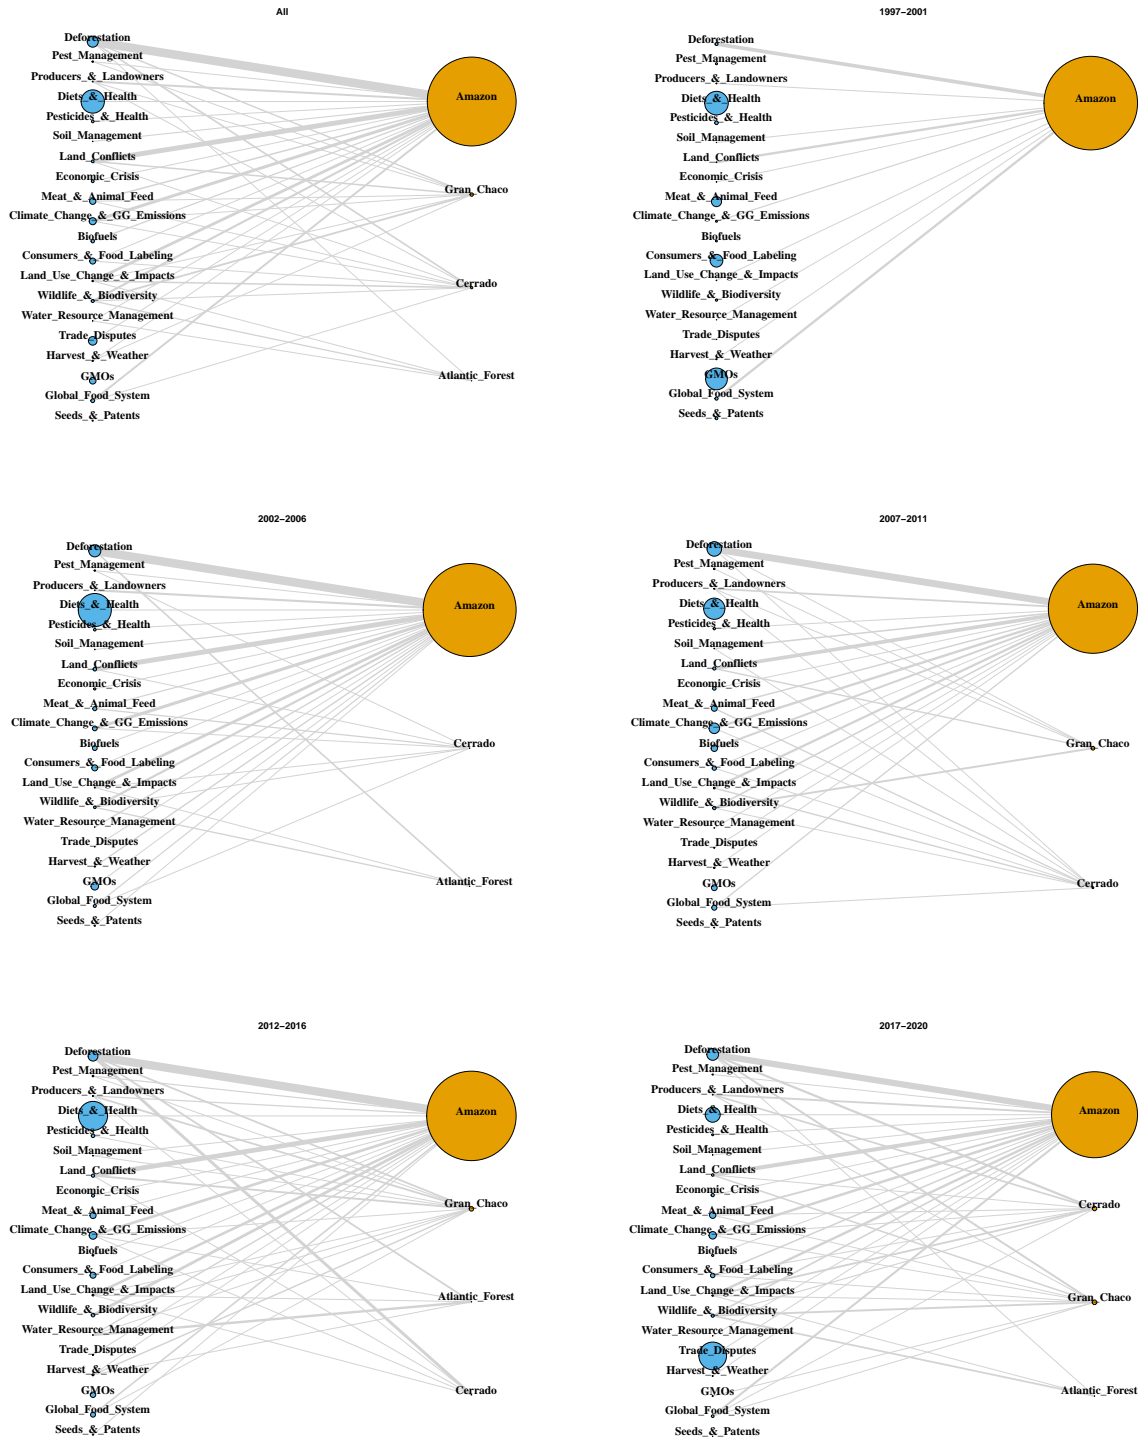 All
Deforestation
Pest_Management
Producers_&_Landowners
Diets_&_Health
Pesticides_&_Health
Soil_Management
Land_Conflicts
Economic_Crisis
Meat_&_Animal_Feed
Climate_Change_&_GG_Emissions
Biofuels
Consumers_&_Food_Labeling
Land_Use_Change_&_Impacts
Wildlife_&_Biodiversity
Water_Resource_Management
Trade_Disputes
Harvest_&_Weather
GMOs
Global_Food_System
Seeds_&_Patents
Amazon
Gran_Chaco
Cerrado
Atlantic_Forest
1997−2001
Deforestation
Pest_Management
Producers_&_Landowners
Diets_&_Health
Pesticides_&_Health
Soil_Management
Land_Conflicts
Economic_Crisis
Meat_&_Animal_Feed
Climate_Change_&_GG_Emissions
Biofuels
Consumers_&_Food_Labeling
Land_Use_Change_&_Impacts
Wildlife_&_Biodiversity
Water_Resource_Management
Trade_Disputes
Harvest_&_Weather
GMOs
Global_Food_System
Seeds_&_Patents
Amazon
2002−2006
Deforestation
Pest_Management
Producers_&_Landowners
Diets_&_Health
Pesticides_&_Health
Soil_Management
Land_Conflicts
Economic_Crisis
Meat_&_Animal_Feed
Climate_Change_&_GG_Emissions
Biofuels
Consumers_&_Food_Labeling
Land_Use_Change_&_Impacts
Wildlife_&_Biodiversity
Water_Resource_Management
Trade_Disputes
Harvest_&_Weather
GMOs
Global_Food_System
Seeds_&_Patents
Amazon
Cerrado
Atlantic_Forest
2007−2011
Deforestation
Pest_Management
Producers_&_Landowners
Diets_&_Health
Pesticides_&_Health
Soil_Management
Land_Conflicts
Economic_Crisis
Meat_&_Animal_Feed
Climate_Change_&_GG_Emissions
Biofuels
Consumers_&_Food_Labeling
Land_Use_Change_&_Impacts
Wildlife_&_Biodiversity
Water_Resource_Management
Trade_Disputes
Harvest_&_Weather
GMOs
Global_Food_System
Seeds_&_Patents
Amazon
Gran_Chaco
Cerrado
2012−2016
Deforestation
Pest_Management
Producers_&_Landowners
Diets_&_Health
Pesticides_&_Health
Soil_Management
Land_Conflicts
Economic_Crisis
Meat_&_Animal_Feed
Climate_Change_&_GG_Emissions
Biofuels
Consumers_&_Food_Labeling
Land_Use_Change_&_Impacts
Wildlife_&_Biodiversity
Water_Resource_Management
Trade_Disputes
Harvest_&_Weather
GMOs
Global_Food_System
Seeds_&_Patents
Amazon
Gran_Chaco
Atlantic_Forest
Cerrado
2017−2020
Deforestation
Pest_Management
Producers_&_Landowners
Diets_&_Health
Pesticides_&_Health
Soil_Management
Land_Conflicts
Economic_Crisis
Meat_&_Animal_Feed
Climate_Change_&_GG_Emissions
Biofuels
Consumers_&_Food_Labeling
Land_Use_Change_&_Impacts
Wildlife_&_Biodiversity
Water_Resource_Management
Trade_Disputes
Harvest_&_Weather
GMOs
Global_Food_System
Seeds_&_Patents
Amazon
Cerrado
Gran_Chaco
Atlantic_Forest